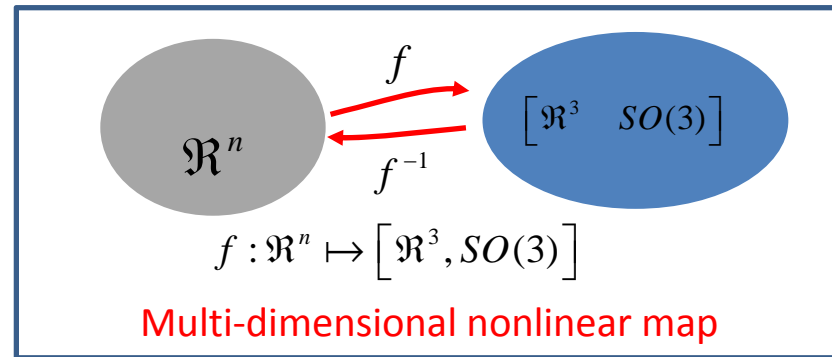 f
ℜⁿ
[ℜ³ SO(3)]
f⁻¹
f : ℜⁿ ↦ [ℜ³, SO(3)]
Multi-dimensional nonlinear map